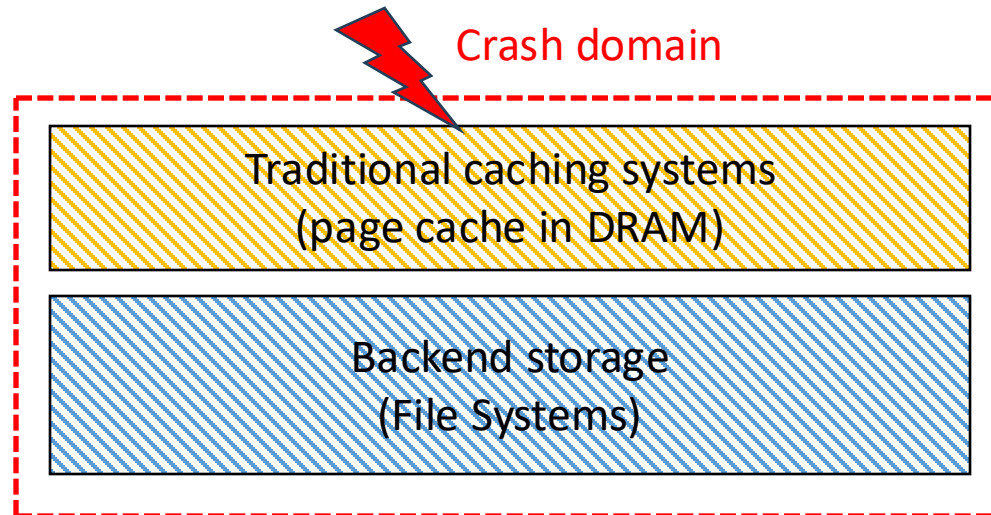 Crash domain
Traditional caching systems
(page cache in DRAM)
Backend storage
(File Systems)